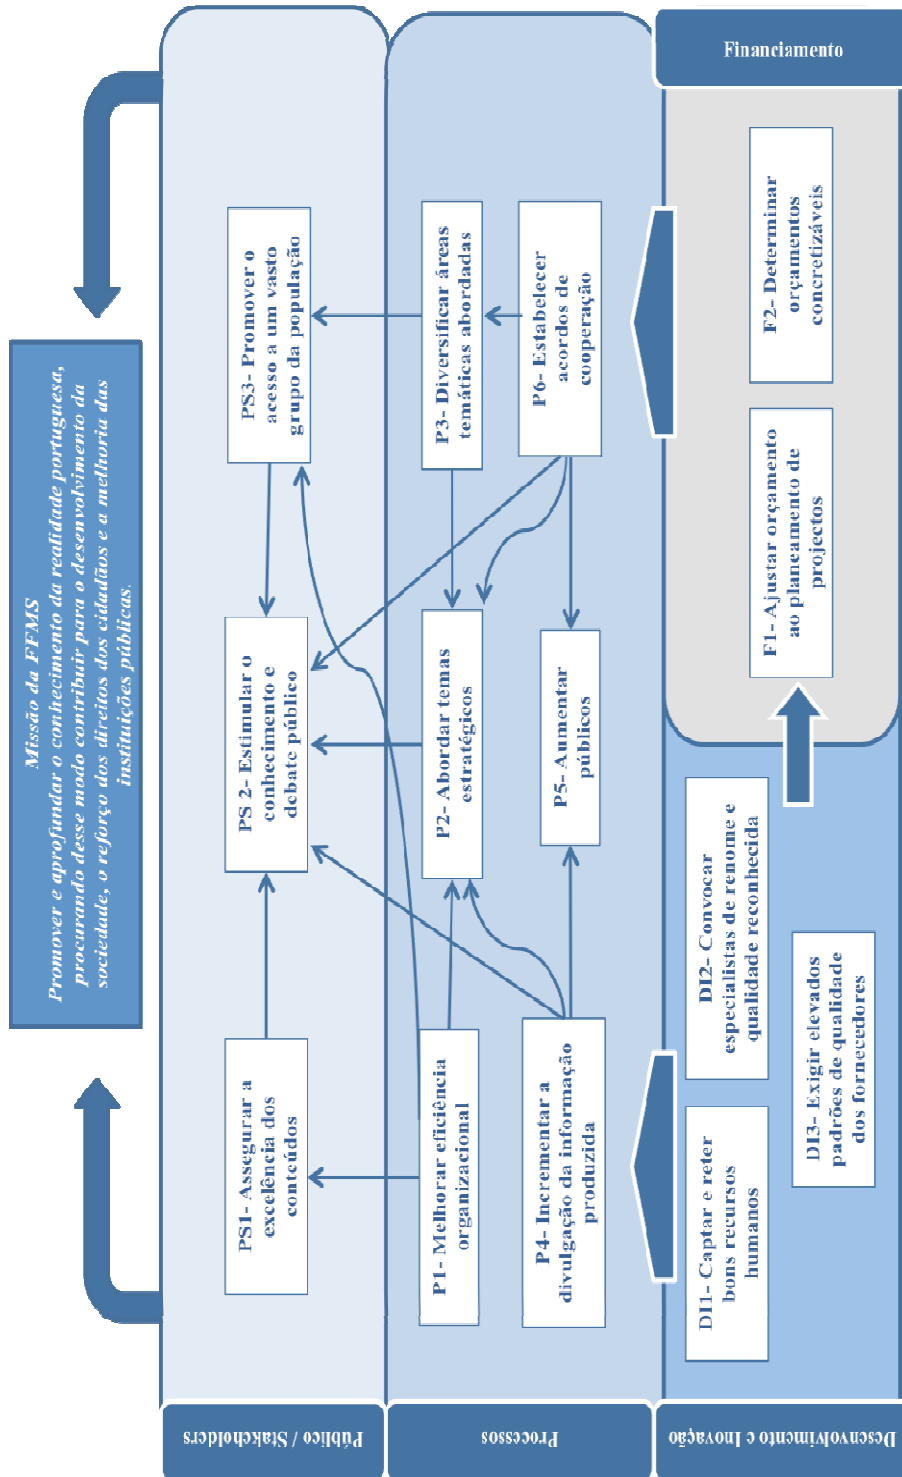 Missão da FFMS
Promover e aprofundar o conhecimento da realidade portuguesa,
procurando desse modo contribuir para o desenvolvimento da
sociedade, o reforço dos direitos dos cidadãos e a melhoria das
instituições públicas.
Público / Stakeholders
PS1- Assegurar a
excelência dos
contcúdos
PS 2- Estimular o
conhecimento e
debate público
PS3- Promover o
acesso a um vasto
grupo da população
Processos
P1- Melhorar eficiência
organizacional
P2- Abordar temas
estratégicos
P3- Diversificar áreas
temáticas abordadas
P4- Incrementar a
divulgação da informação
produzida
P5- Aumentar
públicos
P6- Estabelecer
acordos de
cooperação
Desenvolvimento e Inovação
DI1- Captar e reter
bons recursos
humanos
DI2- Convocar
especialistas de renome e
qualidade reconhecida
DI3- Exigir elevados
padrões de qualidade
dos fornecedores
Financiamento
F1- Ajustar orçamento
ao planeamento de
projectos
F2- Determinar
orçamentos
concretizáveis